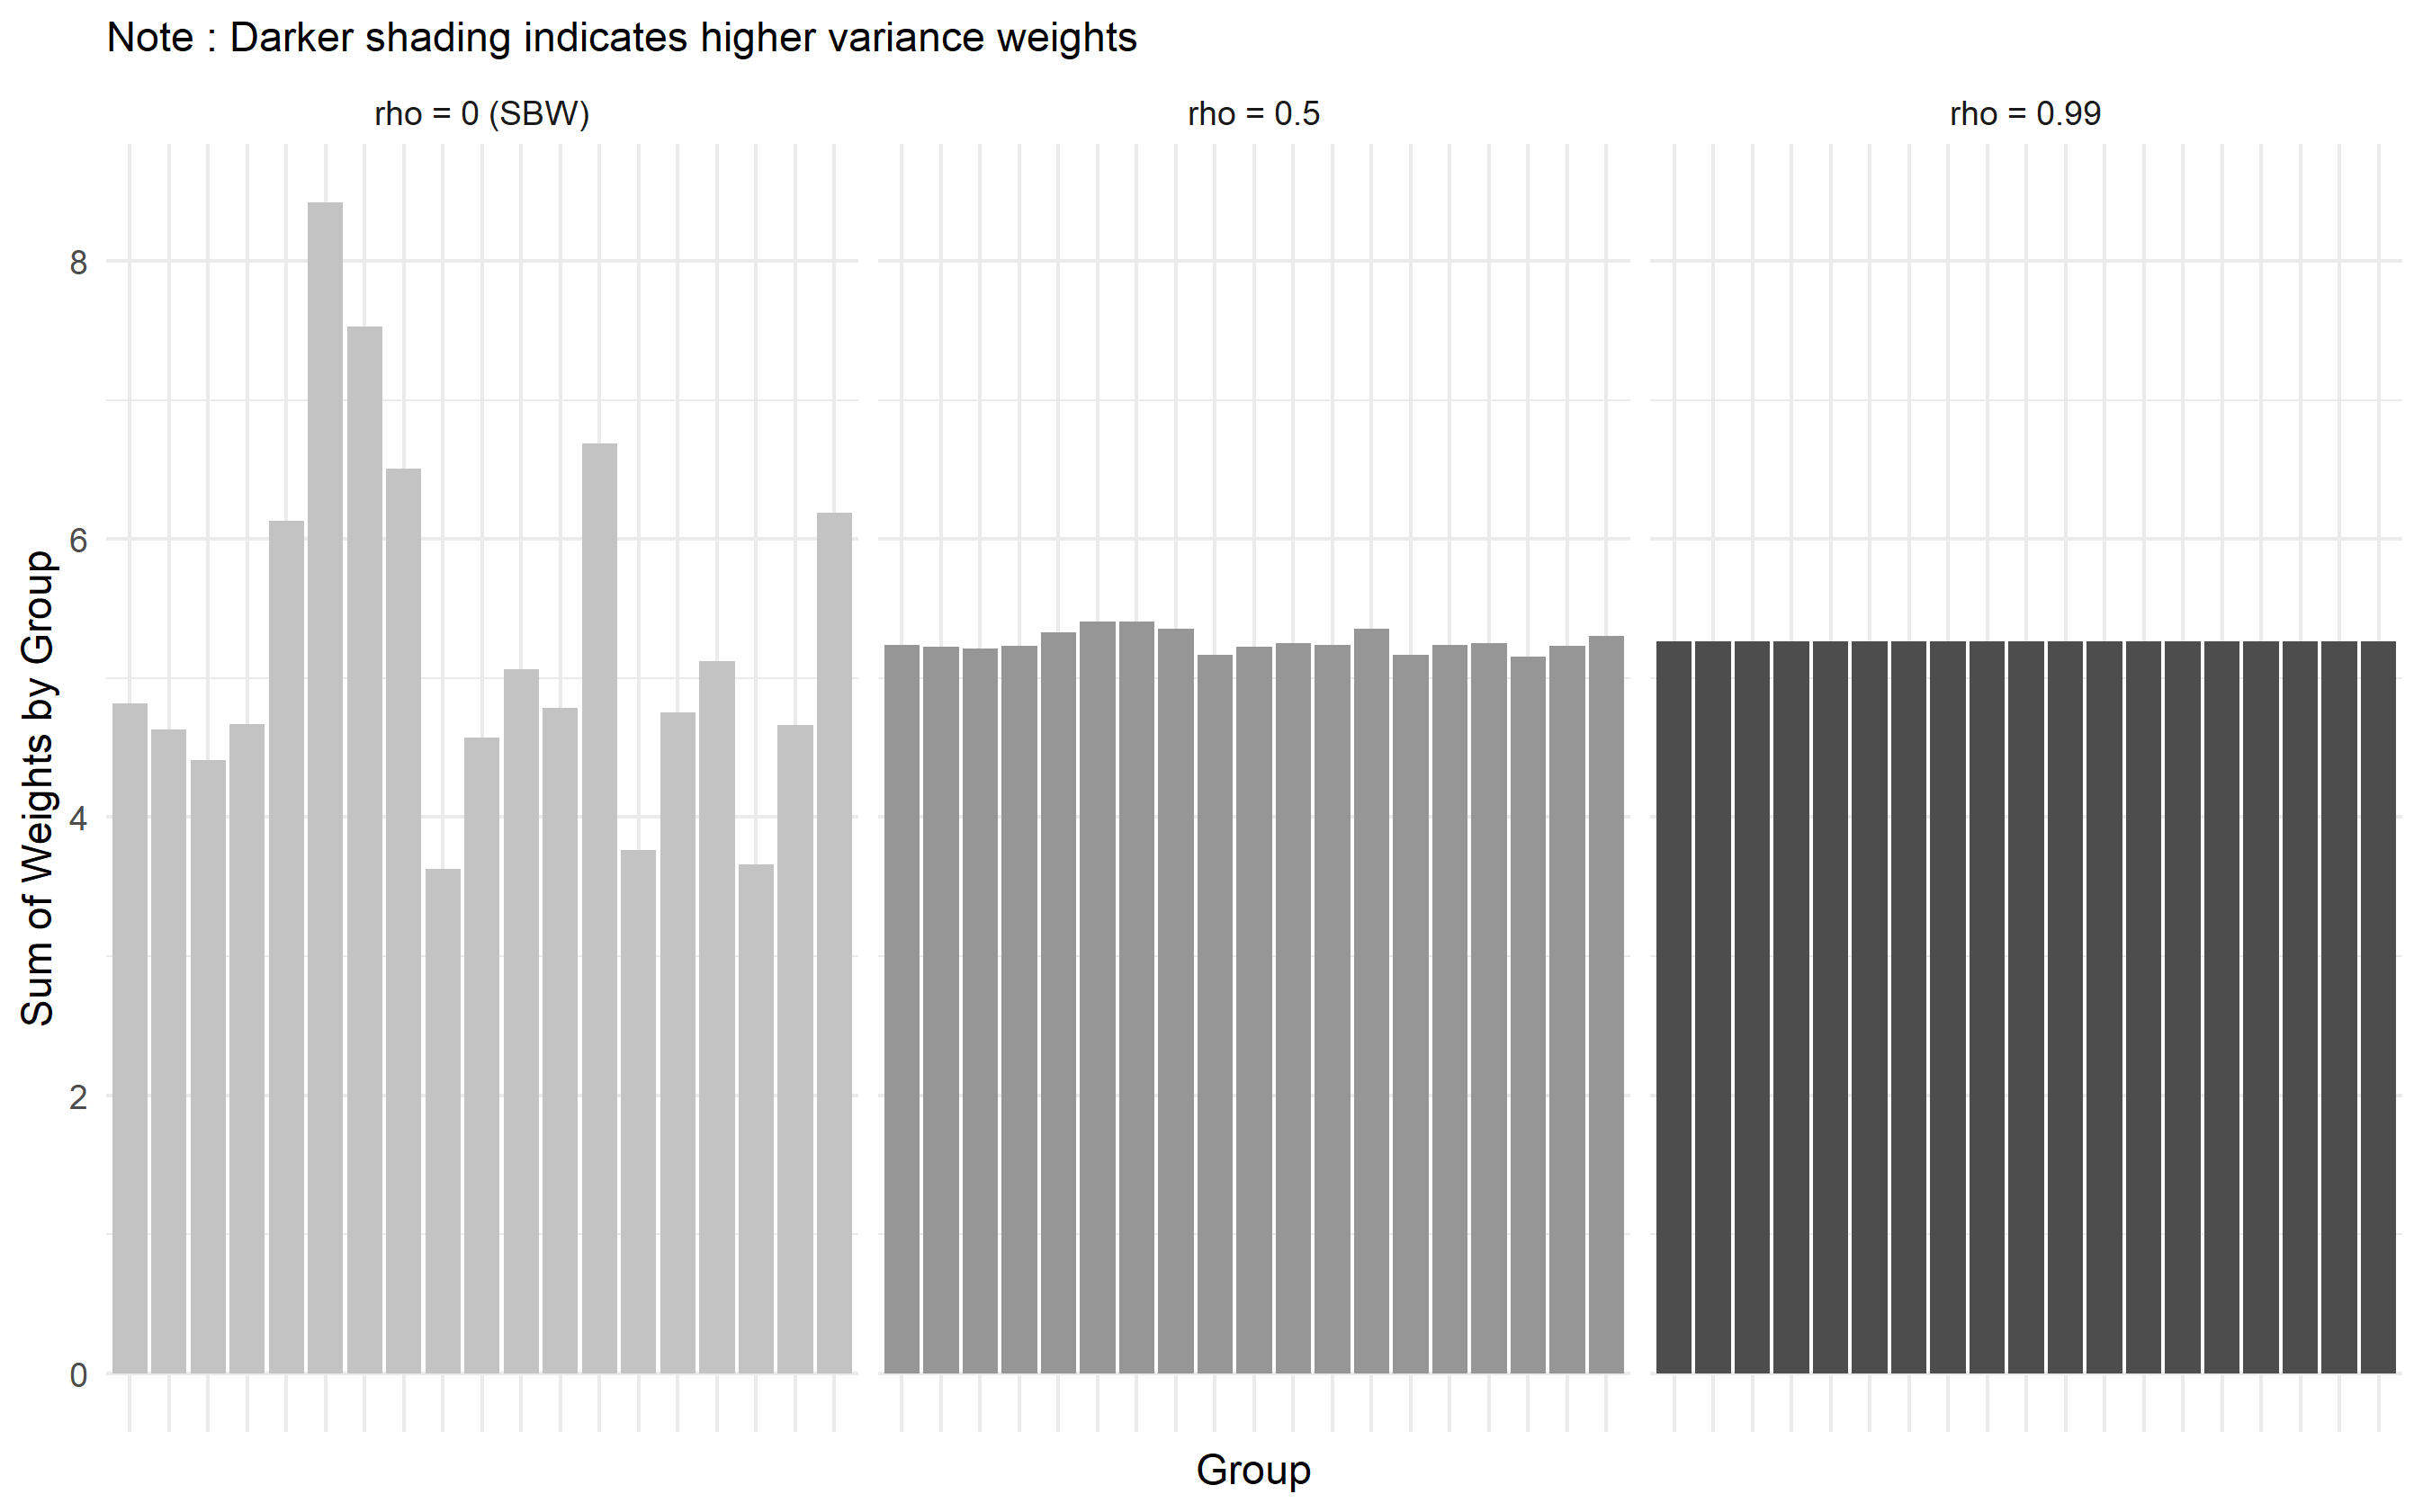 Note : Darker shading indicates higher variance weights
rho = 0 (SBW)
rho = 0.5
rho = 0.99
Sum of Weights by Group
8
6
4
2
0
Group